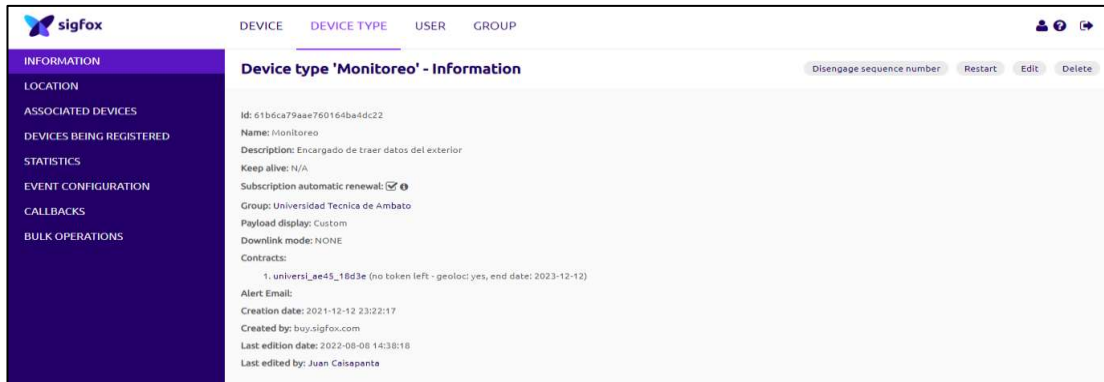 sigfox
DEVICE DEVICE TYPE USER GROUP
INFORMATION
LOCATION
ASSOCIATED DEVICES
DEVICES BEING REGISTERED
STATISTICS
EVENT CONFIGURATION
CALLBACKS
BULK OPERATIONS
Device type 'Monitoreo' - Information
Disengage sequence number Restart Edit Delete
Id: 61b6ca79aae760164ba4dc22
Name: Monitoreo
Description: Encargado de traer datos del exterior
Keep alive: N/A
Subscription automatic renewal:
Group: Universidad Tecnica de Ambato
Payload display: Custom
Downlink mode: NONE
Contracts:
1. universi_ae45_18d3e (no token left - geoloc: yes, end date: 2023-12-12)
Alert Email:
Creation date: 2021-12-12 23:22:17
Created by: buy.sigfox.com
Last edition date: 2022-08-08 14:38:18
Last edited by: Juan Caisapanta